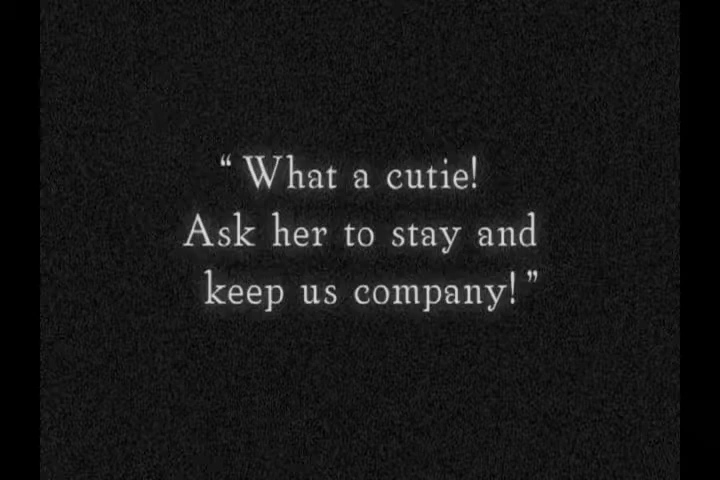 “ What a cutie!
Ask her to stay and
keep us company! ”